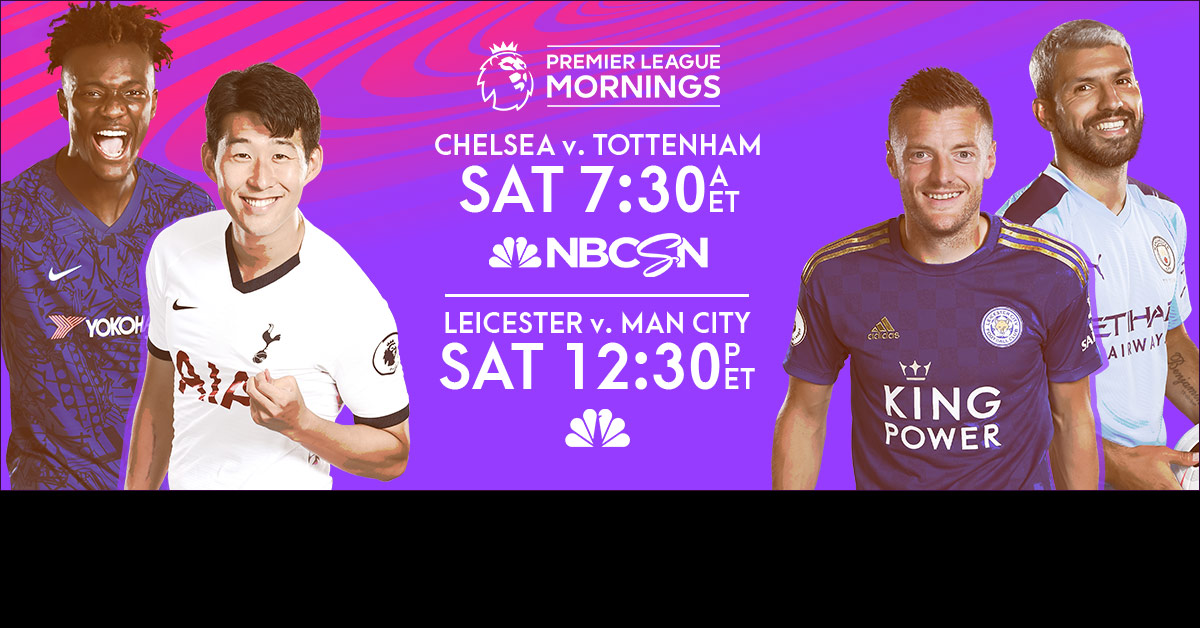 PREMIER LEAGUE
MORNINGS
CHELSEA v. TOTTENHAM
SAT 7:30 A ET
NBCSN
LEICESTER v. MAN CITY
SAT 12:30 P ET
YOKOH
AIA
adidas
KING
POWER
ETIHAD
AIRWAYS